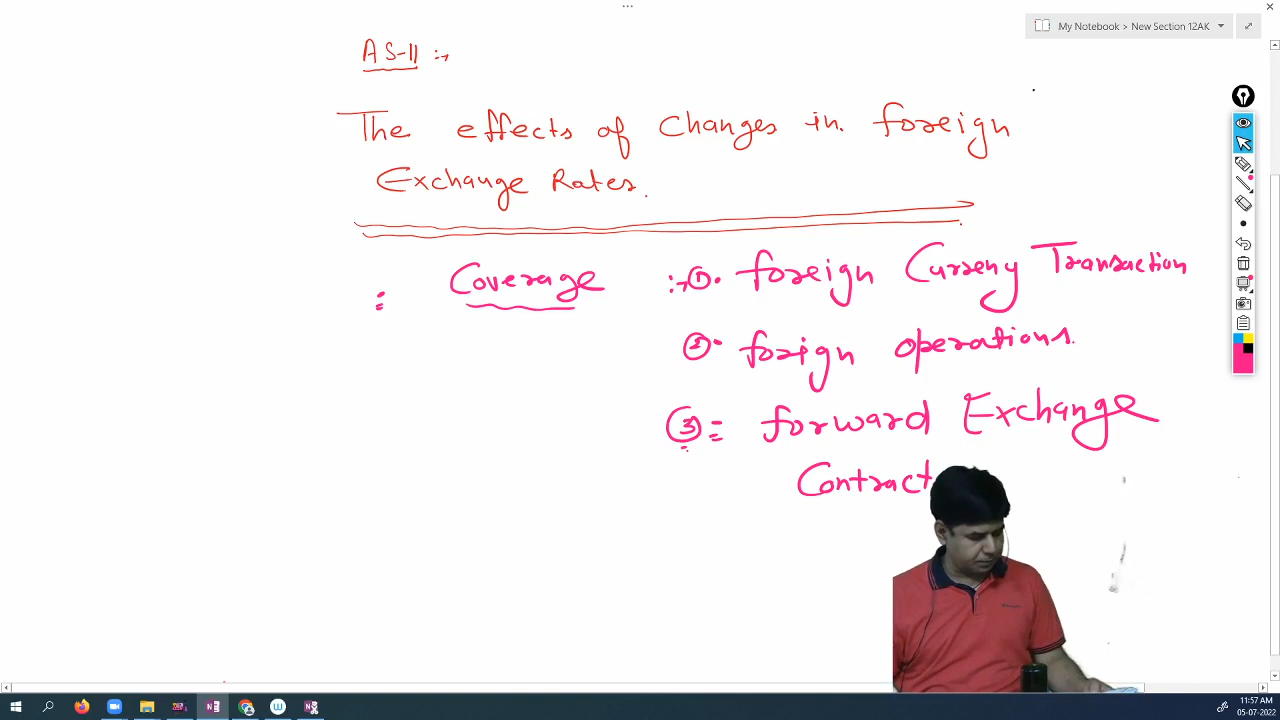 My Notebook > New Section 12AK
AS-11 :→
The effects of changes in foreign
Exchange Rates.
Coverage :→ ①. foreign Curreny Transaction
②. forign operations.
③= forward Exchange
Contract
11:57 AM
05-07-2022